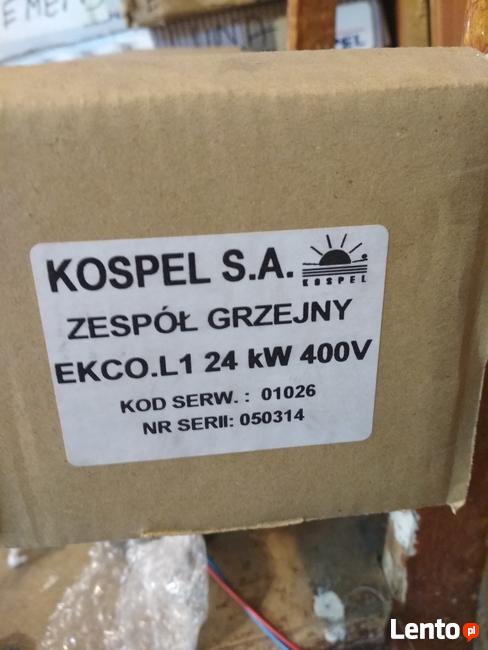 KOSPEL S.A.
KOSPEL
ZESPÓŁ GRZEJNY
EKCO.L1 24 kW 400V
KOD SERW. : 01026
NR SERII: 050314
Lento.pl